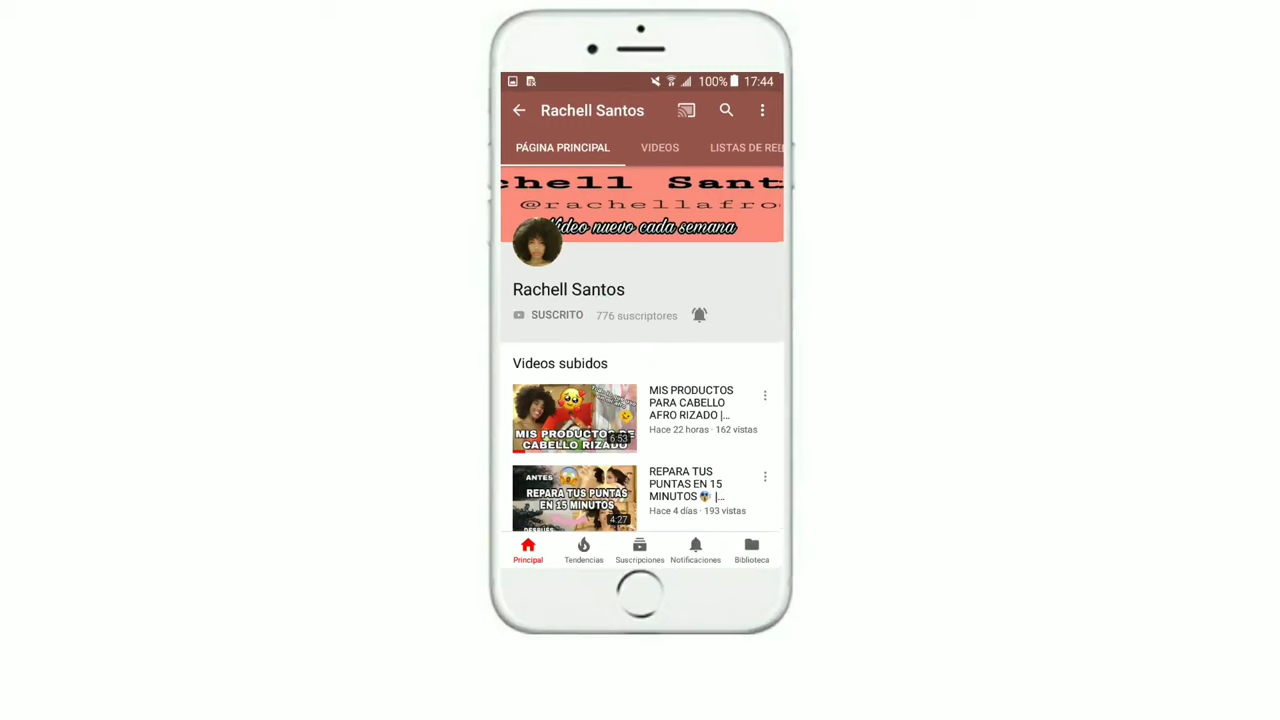 100% 17:44
Rachell Santos
PÁGINA PRINCIPAL VIDEOS LISTAS DE REL
chell Sant
@rachellafro
Video nuevo cada semana
Rachell Santos
SUSCRITO 776 suscriptores
Videos subidos
MIS PRODUCTOS DE
CABELLO RIZADO
6:53
MIS PRODUCTOS
PARA CABELLO
AFRO RIZADO |...
Hace 22 horas · 162 vistas
ANTES
REPARA TUS PUNTAS
EN 15 MINUTOS
4:27
DESPUÉS
REPARA TUS
PUNTAS EN 15
MINUTOS 😱 |...
Hace 4 días · 193 vistas
Principal Tendencias Suscripciones Notificaciones Biblioteca